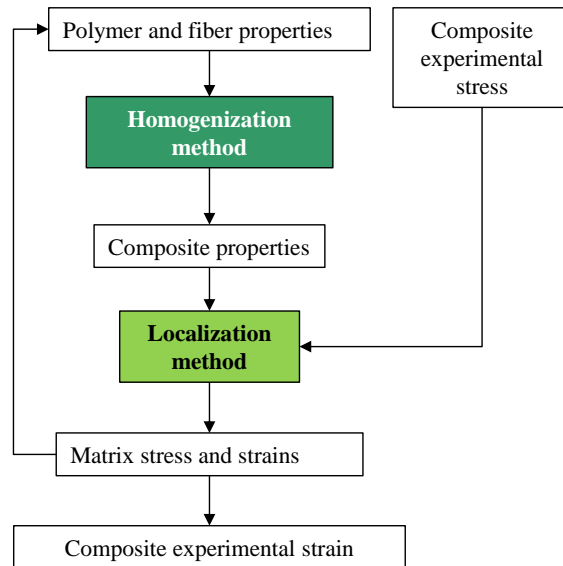 Polymer and fiber properties
Composite
experimental
stress
Homogenization
method
Composite properties
Localization
method
Matrix stress and strains
Composite experimental strain